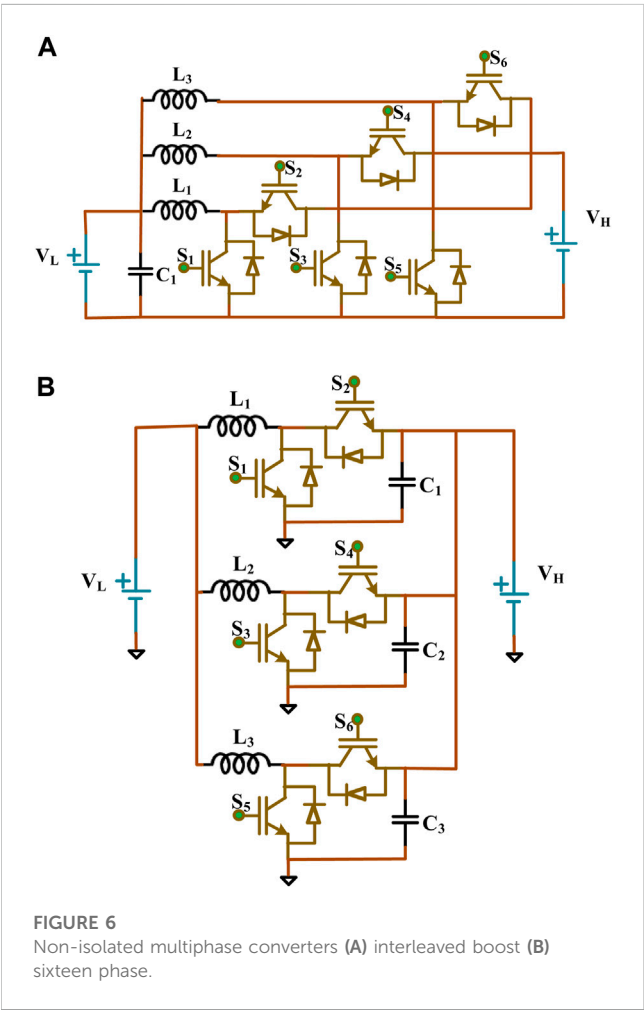 A
S6
L3
S4
L2
S2
L1
VH
VL
S1
S3
S5
C1
B
S2
L1
S1
C1
S4
VL
L2
VH
S3
C2
S6
L3
S5
C3
FIGURE 6
Non-isolated multiphase converters (A) interleaved boost (B)
sixteen phase.